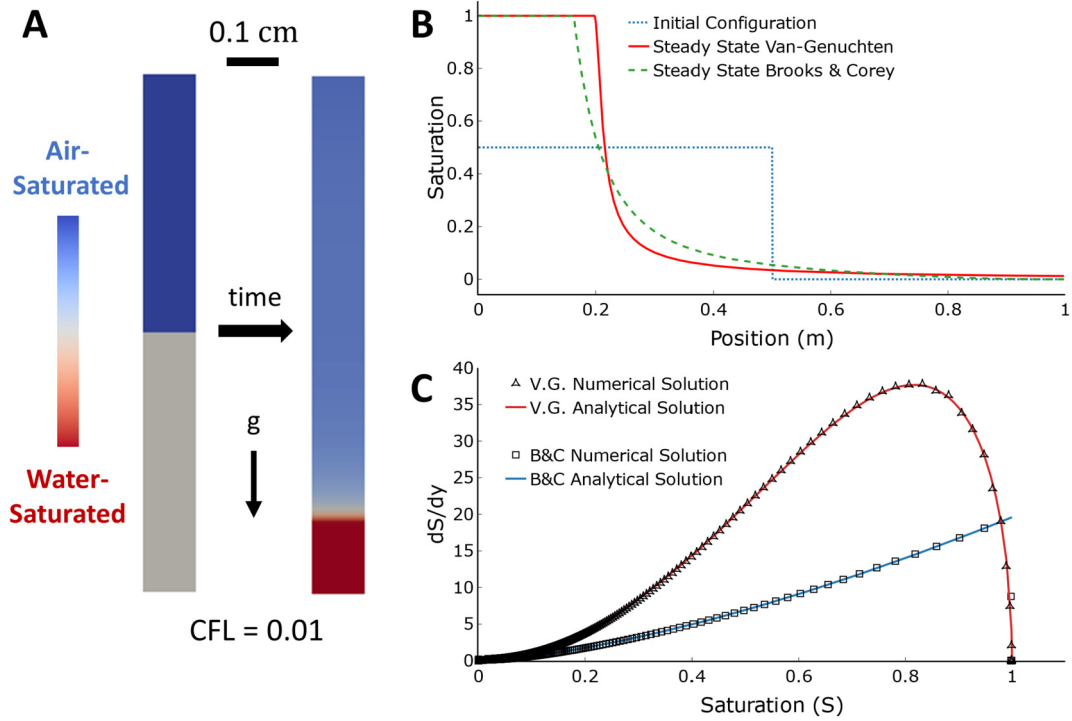 A
0.1 cm
Air-
Saturated
time
g
Water-
Saturated
CFL = 0.01
B
Initial Configuration
Steady State Van-Genuchten
Steady State Brooks & Corey
1
0.8
0.6
0.4
0.2
0
Saturation
0
0.2
0.4
0.6
0.8
1
Position (m)
C
V.G. Numerical Solution
V.G. Analytical Solution
B&C Numerical Solution
B&C Analytical Solution
40
35
30
25
20
15
10
5
0
dS/dy
0
0.2
0.4
0.6
0.8
1
Saturation (S)